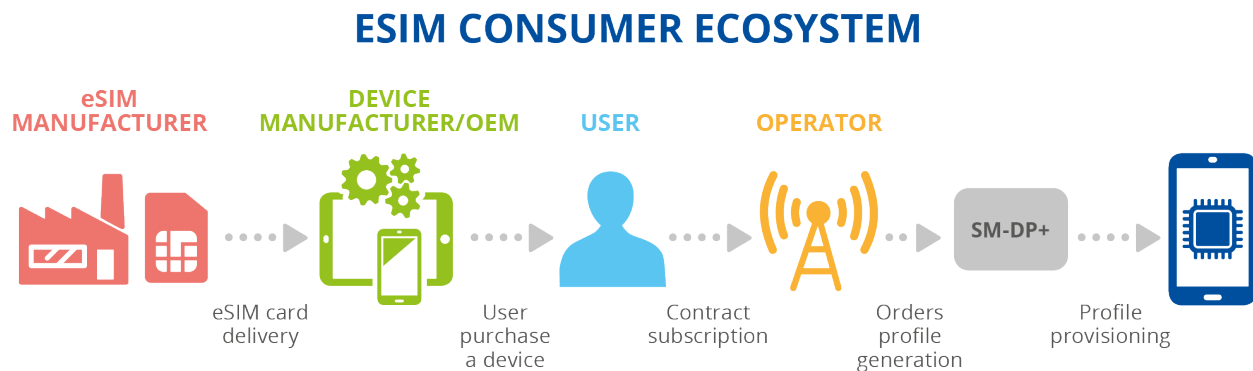 ESIM CONSUMER ECOSYSTEM
eSIM
MANUFACTURER
DEVICE
MANUFACTURER/OEM
USER
OPERATOR
SM-DP+
eSIM card
delivery
User
purchase
a device
Contract
subscription
Orders
profile
generation
Profile
provisioning